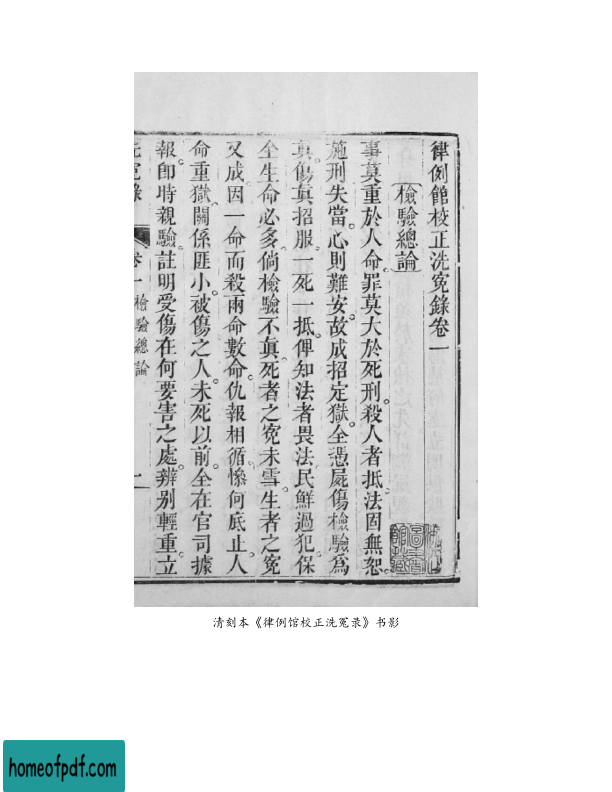 律例館校正洗冤錄卷一
檢驗總論
事莫重於人命。罪莫大於死刑。殺人者抵法固無恕。
施刑失當。心則難安。故成招定獄。全憑屍傷檢驗爲
真。傷真招服。一死一抵。俾知法者畏法。民鮮過犯。保
全生命必多。倘檢驗不真。死者之冤未雪。生者之冤
又成。因一命而殺兩命數命。仇報相循。慘何底止。人
命重獄。關係匪小。被傷之人。未死以前。全在官司據
報卽時親驗。註明受傷在何要害之處。辨别輕重。立
洗冤錄
卷一 檢驗總論
一
清刻本《律例馆校正洗冤录》书影
homeofpdf.com